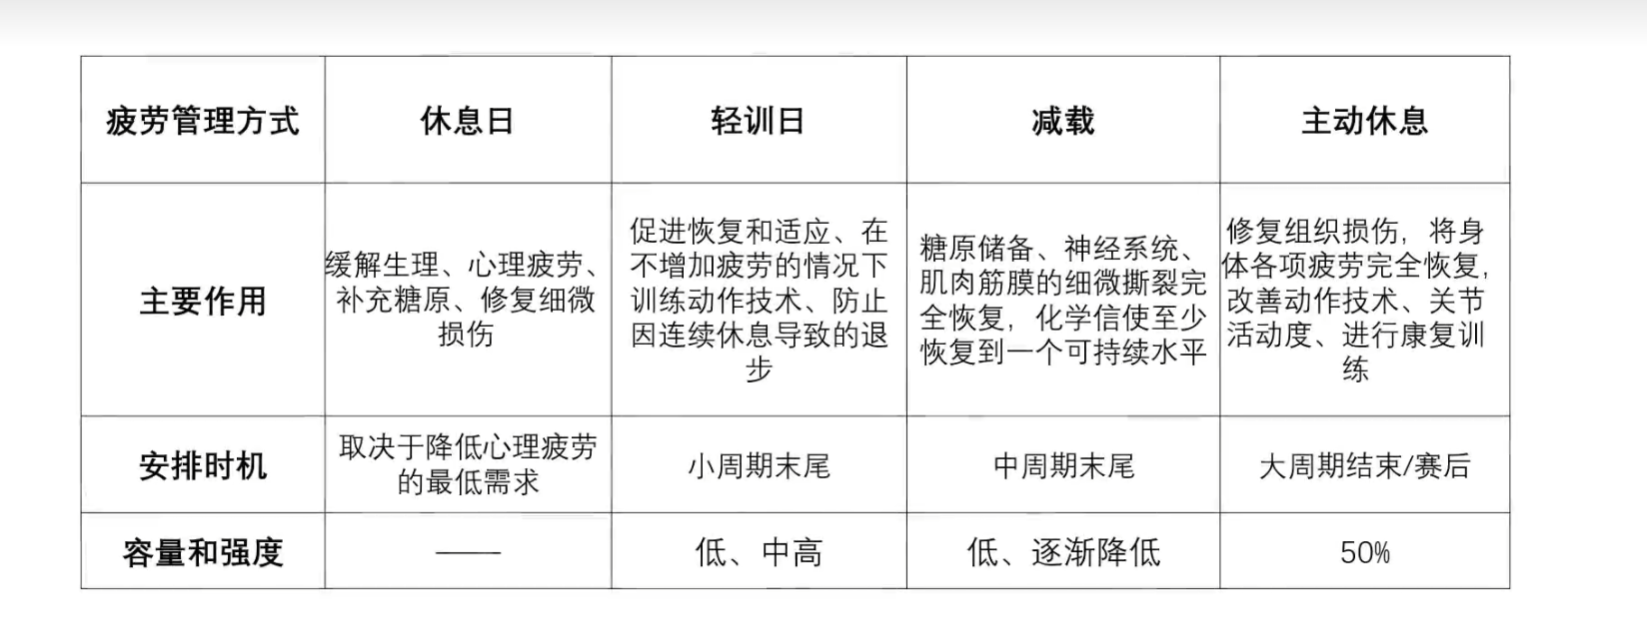 疲劳管理方式
休息日
轻训日
减载
主动休息
主要作用
缓解生理、心理疲劳、
补充糖原、修复细微
损伤
促进恢复和适应、在
不增加疲劳的情况下
训练动作技术、防止
因连续休息导致的退
步
糖原储备、神经系统、
肌肉筋膜的细微撕裂完
全恢复，化学信使至少
恢复到一个可持续水平
修复组织损伤，将身
体各项疲劳完全恢复，
改善动作技术、关节
活动度、进行康复训
练
安排时机
取决于降低心理疲劳
的最低需求
小周期末尾
中周期末尾
大周期结束/赛后
容量和强度
——
低、中高
低、逐渐降低
50%